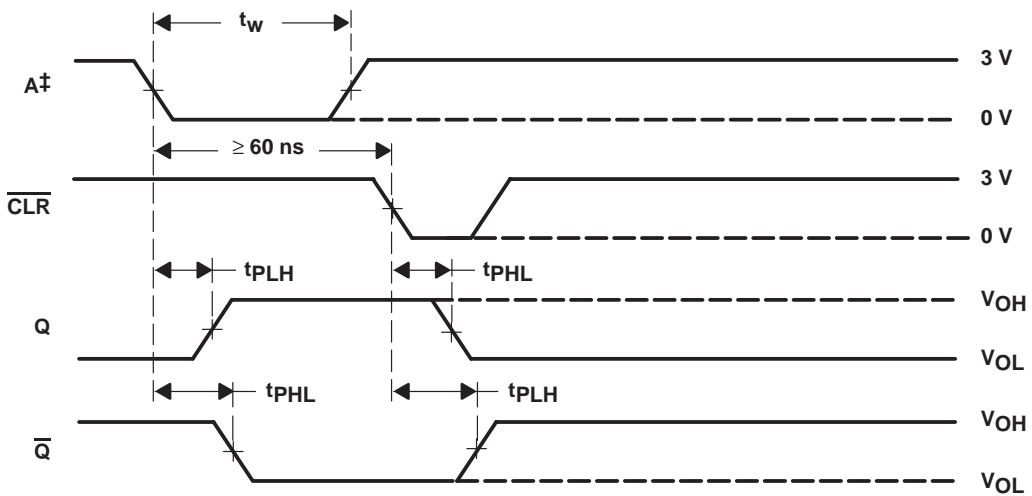 tw
A‡
3 V
0 V
≥ 60 ns
CLR
3 V
0 V
tPLH
tPHL
Q
VOH
VOL
tPHL
tPLH
Q
VOH
VOL